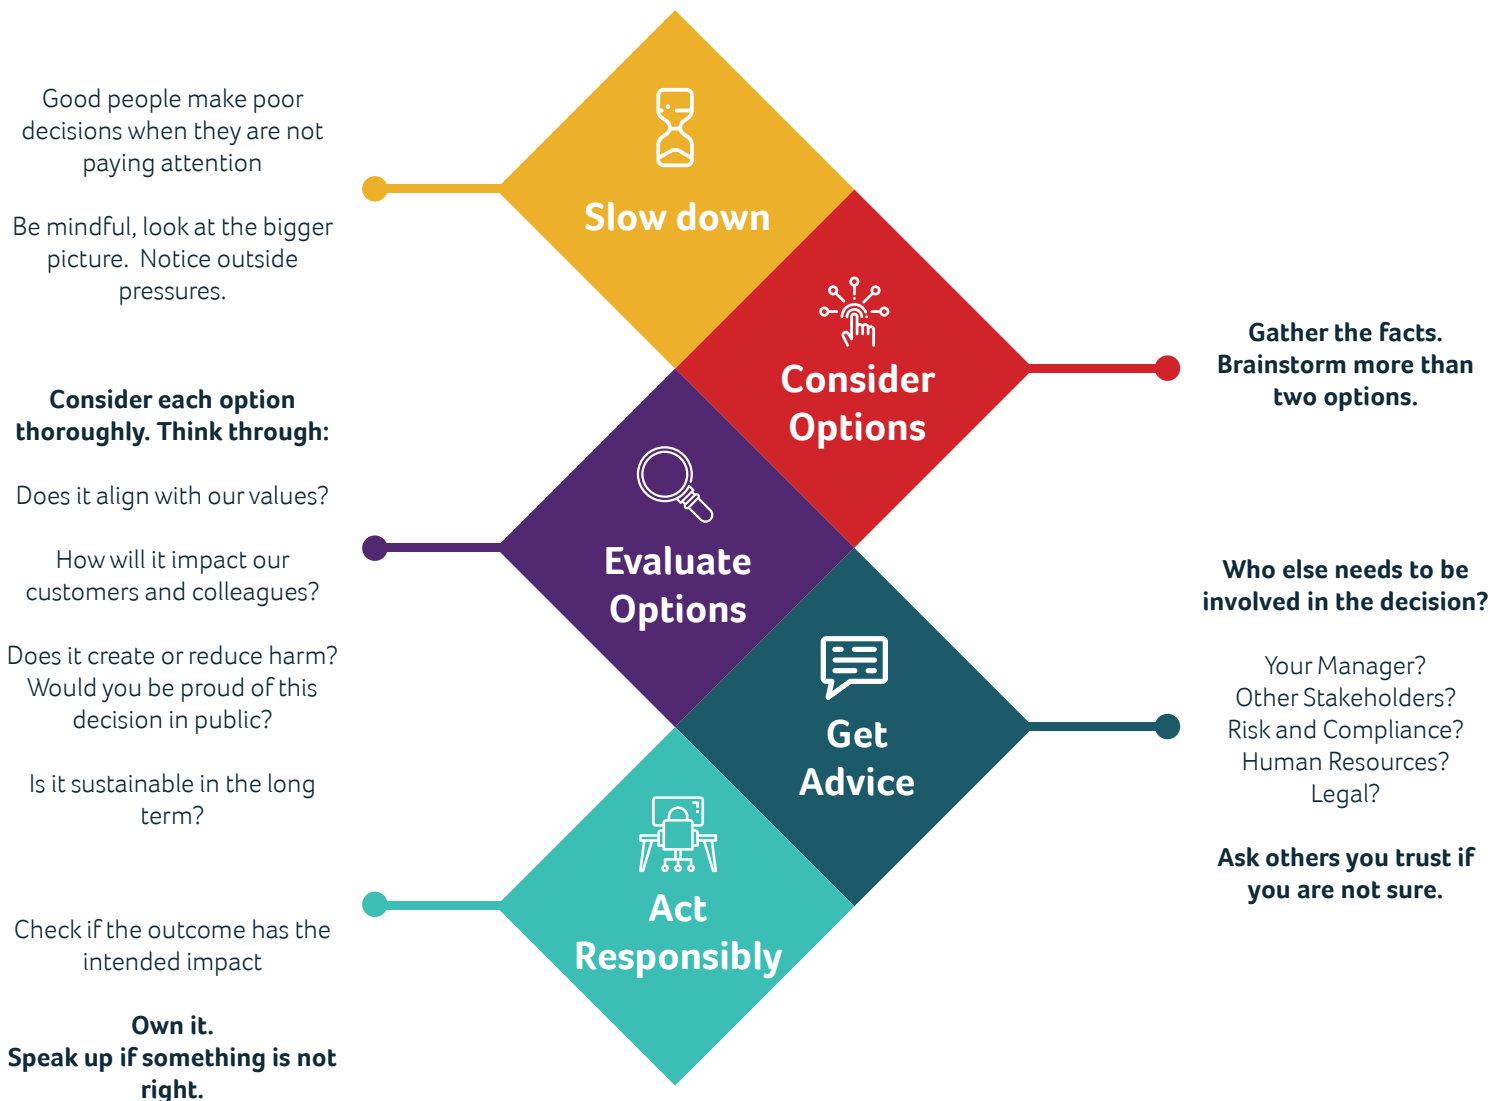 Good people make poor
decisions when they are not
paying attention
Be mindful, look at the bigger
picture. Notice outside
pressures.
Slow down
Consider
Options
Gather the facts.
Brainstorm more than
two options.
Consider each option
thoroughly. Think through:
Does it align with our values?
How will it impact our
customers and colleagues?
Does it create or reduce harm?
Would you be proud of this
decision in public?
Is it sustainable in the long
term?
Evaluate
Options
Get
Advice
Who else needs to be
involved in the decision?
Your Manager?
Other Stakeholders?
Risk and Compliance?
Human Resources?
Legal?
Ask others you trust if
you are not sure.
Act
Responsibly
Check if the outcome has the
intended impact
Own it.
Speak up if something is not
right.